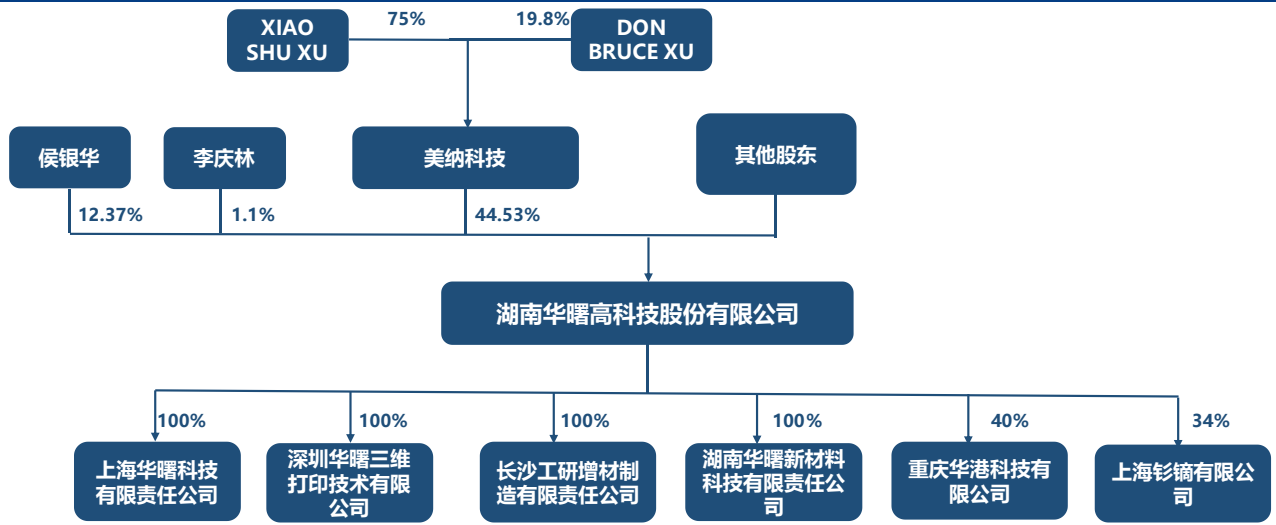 XIAO
SHU XU
75%
19.8%
DON
BRUCE XU
侯银华
李庆林
美纳科技
其他股东
12.37%
1.1%
44.53%
湖南华曙高科技股份有限公司
100%
100%
100%
100%
40%
34%
上海华曙科技
有限责任公司
深圳华曙三维
打印技术有限
公司
长沙工研增材制
造有限责任公司
湖南华曙新材料
科技有限责任公
司
重庆华港科技有
限公司
上海钐镝有限公
司